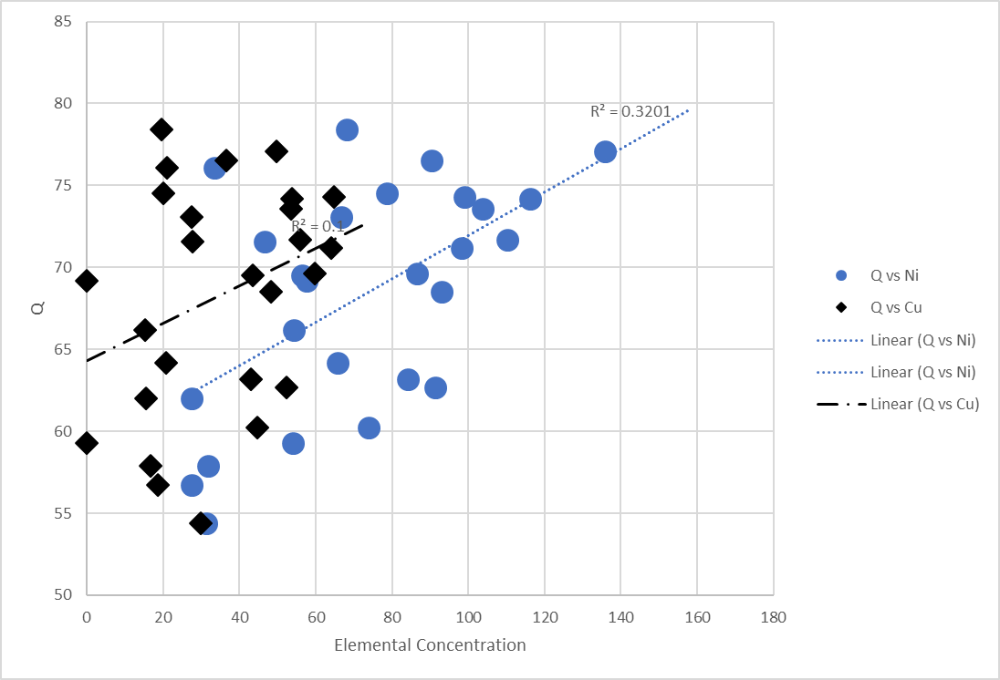 85
80
75
70
65
60
55
50
Q
R² = 0.3201
R² = 0.1
0 20 40 60 80 100 120 140 160 180
Elemental Concentration
Q vs Ni
Q vs Cu
Linear (Q vs Ni)
Linear (Q vs Ni)
Linear (Q vs Cu)